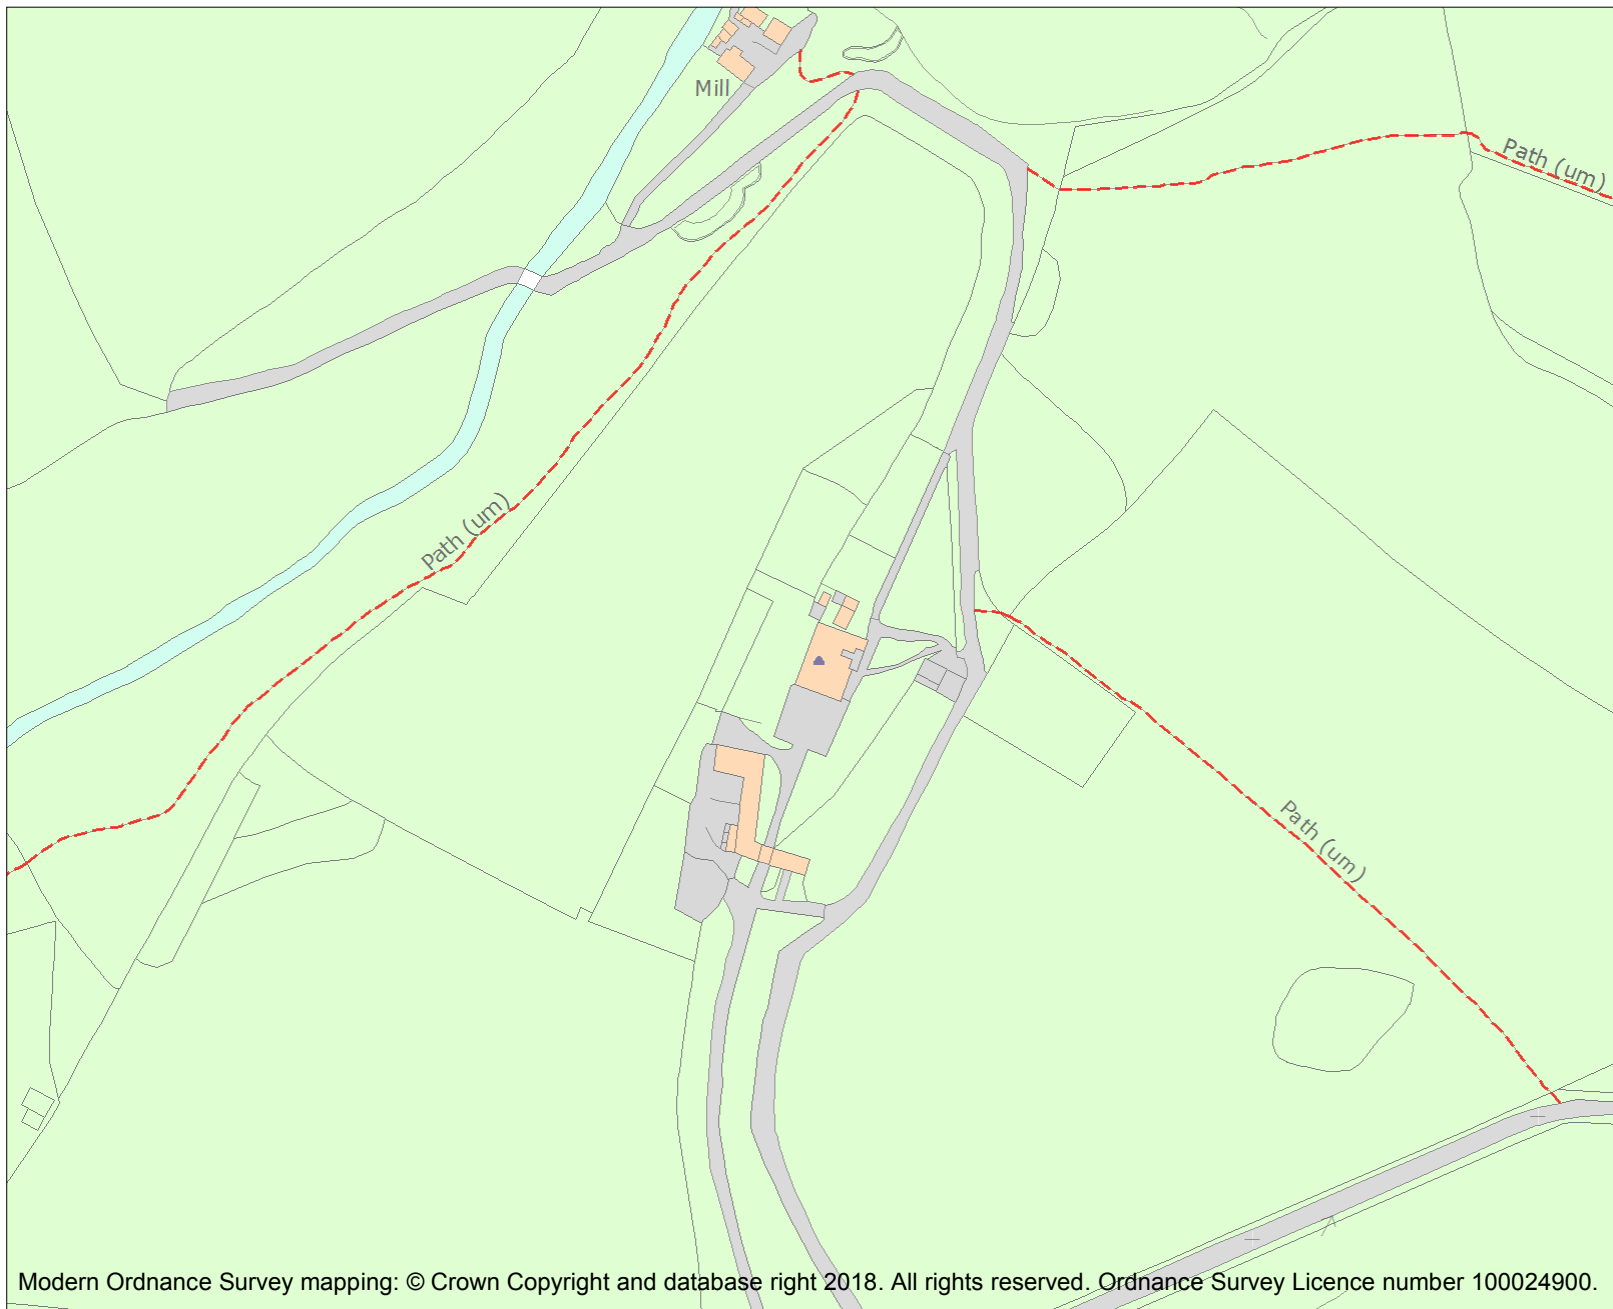 Mill
Path (um)
Path (um)
Path (um)
Modern Ordnance Survey mapping: © Crown Copyright and database right 2018. All rights reserved. Ordnance Survey Licence number 100024900.